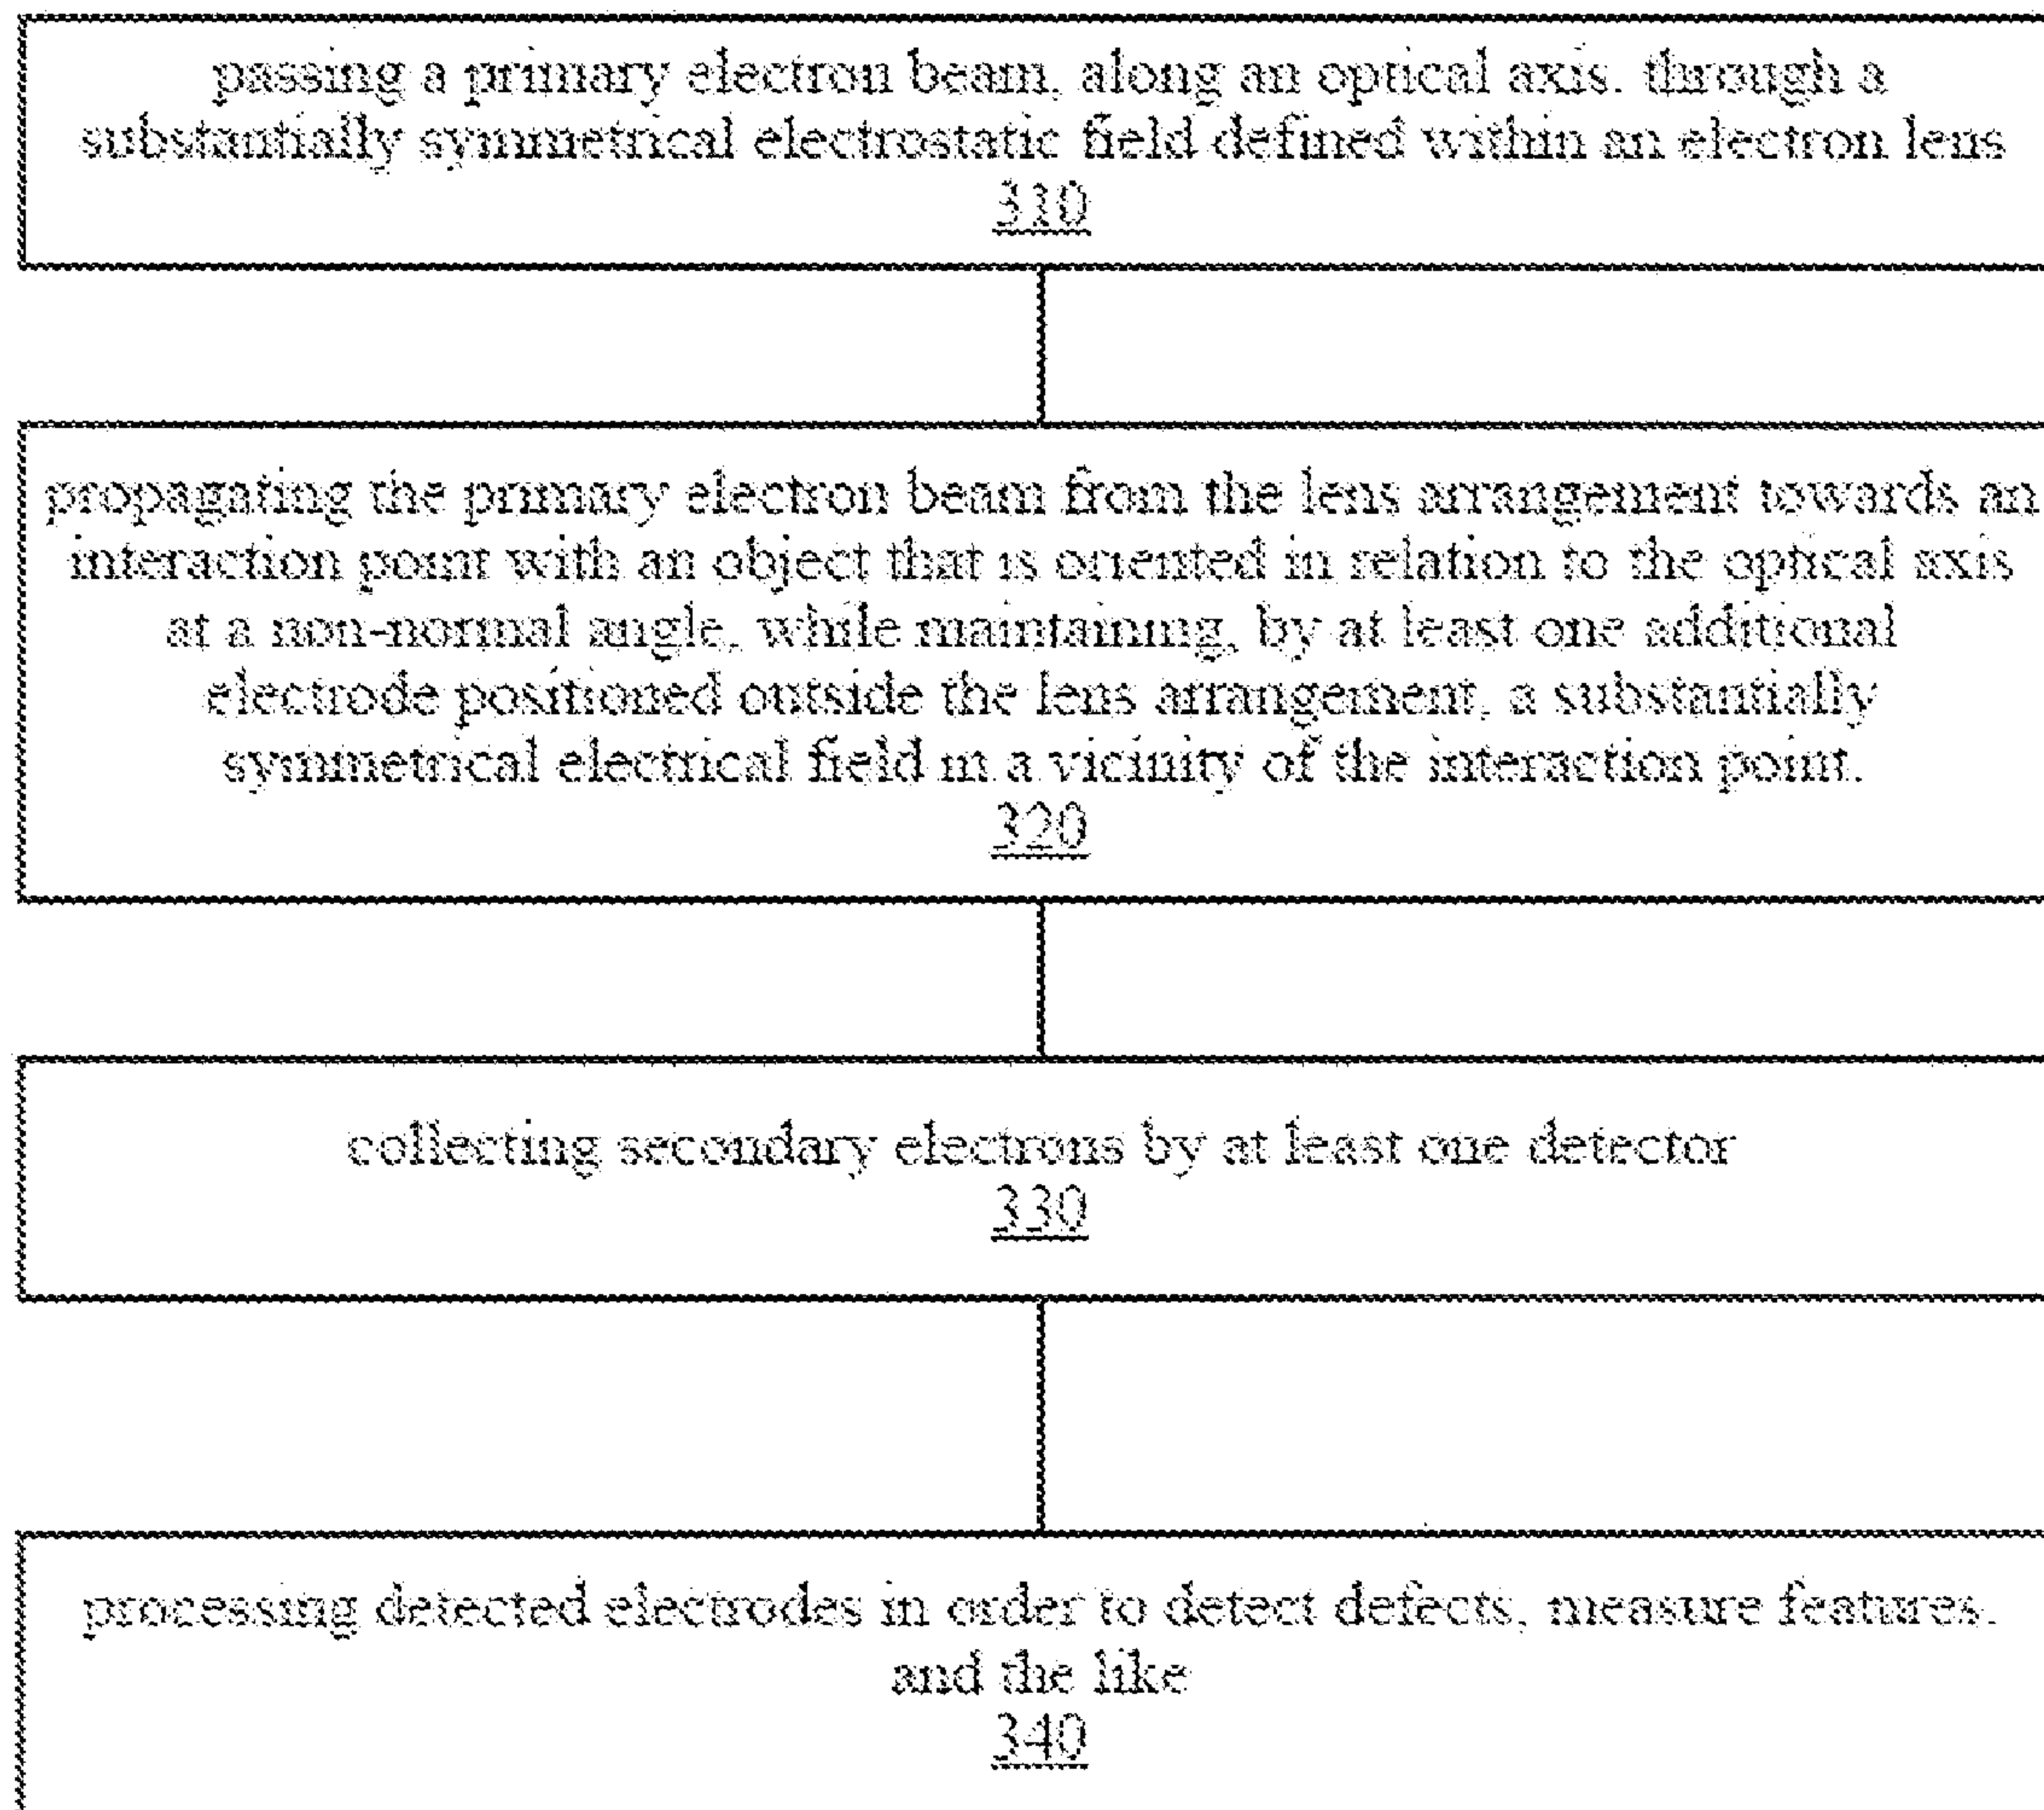 passing a primary electron beam, along an optical axis, through a
substantially symmetrical electrostatic field defined within an electron lens
310
propagating the primary electron beam from the lens arrangement towards an
interaction point with an object that is oriented in relation to the optical axis
at a non-normal angle, while maintaining, by at least one additional
electrode positioned outside the lens arrangement, a substantially
symmetrical electrical field in a vicinity of the interaction point.
320
collecting secondary electrons by at least one detector
330
processing detected electrodes in order to detect defects, measure features,
and the like
340